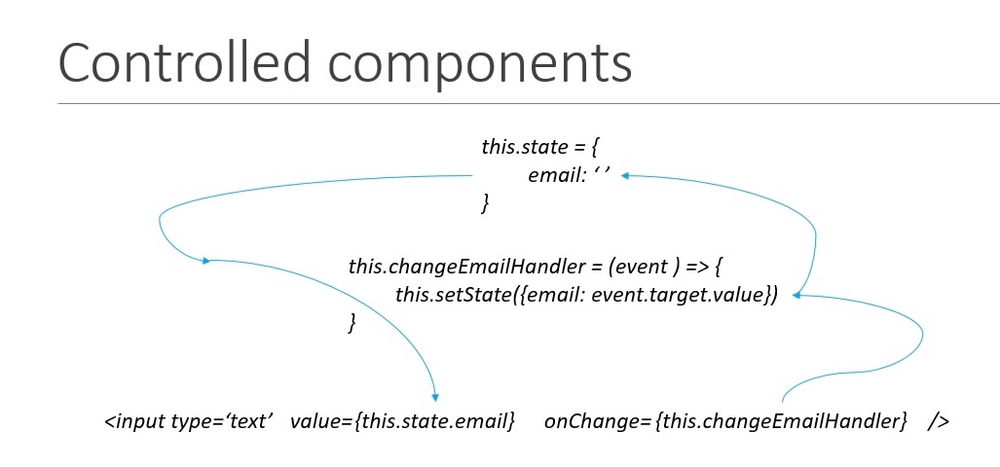 Controlled components
this.state = {
email: ‘ ’
}
this.changeEmailHandler = (event ) => {
this.setState({email: event.target.value})
}
<input type=‘text’ value={this.state.email} onChange={this.changeEmailHandler} />